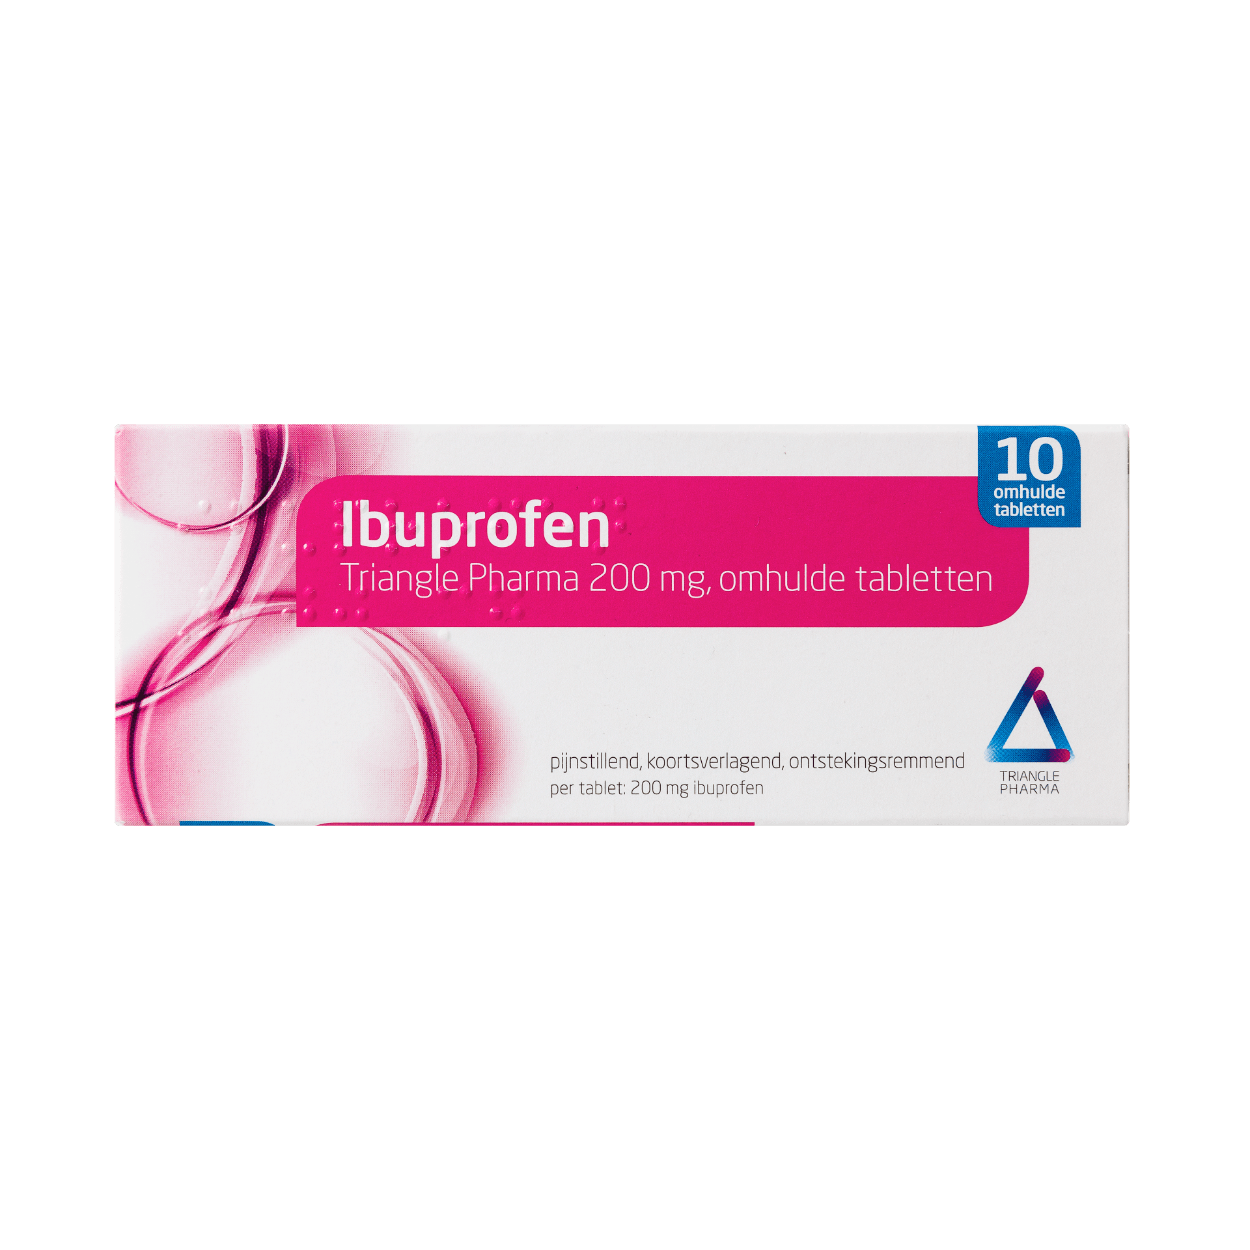 10
omhulde
tabletten
Ibuprofen
Triangle Pharma 200 mg, omhulde tabletten
pijnstillend, koortsverlagend, ontstekingsremmend
per tablet: 200 mg ibuprofen
TRIANGLE
PHARMA